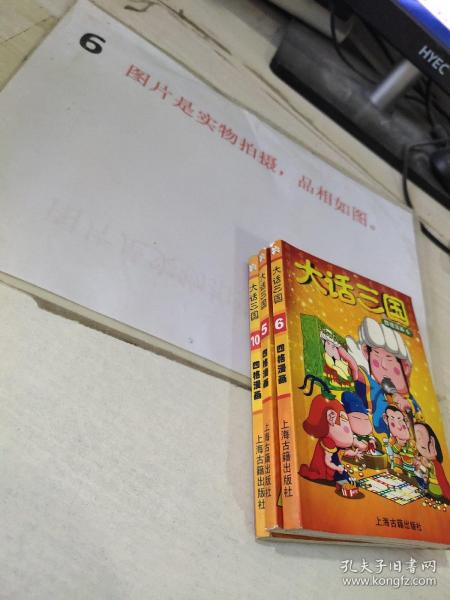 6
图片是实物拍摄，品相如图。
HYEC
大话三国
10
四格漫画
上海古籍出版社
大话三国
5
四格漫画
上海古籍出版社
大话三国
6
四格漫画
上海古籍出版社
大话三国
上海古籍出版社
孔夫子旧书网
www.kongfz.com